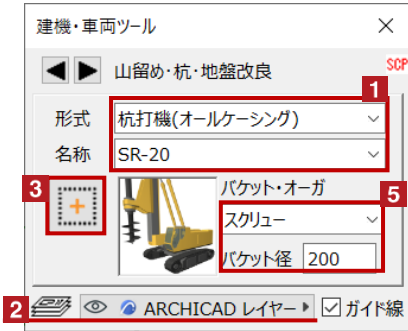 建機・車両ツール
山留め・杭・地盤改良
SCP
1
形式 杭打機(オールケーシング)
名称 SR-20
3
バケット・オーガ
5
スクリュー
バケット径 200
2
ARCHICAD レイヤー
ガイド線